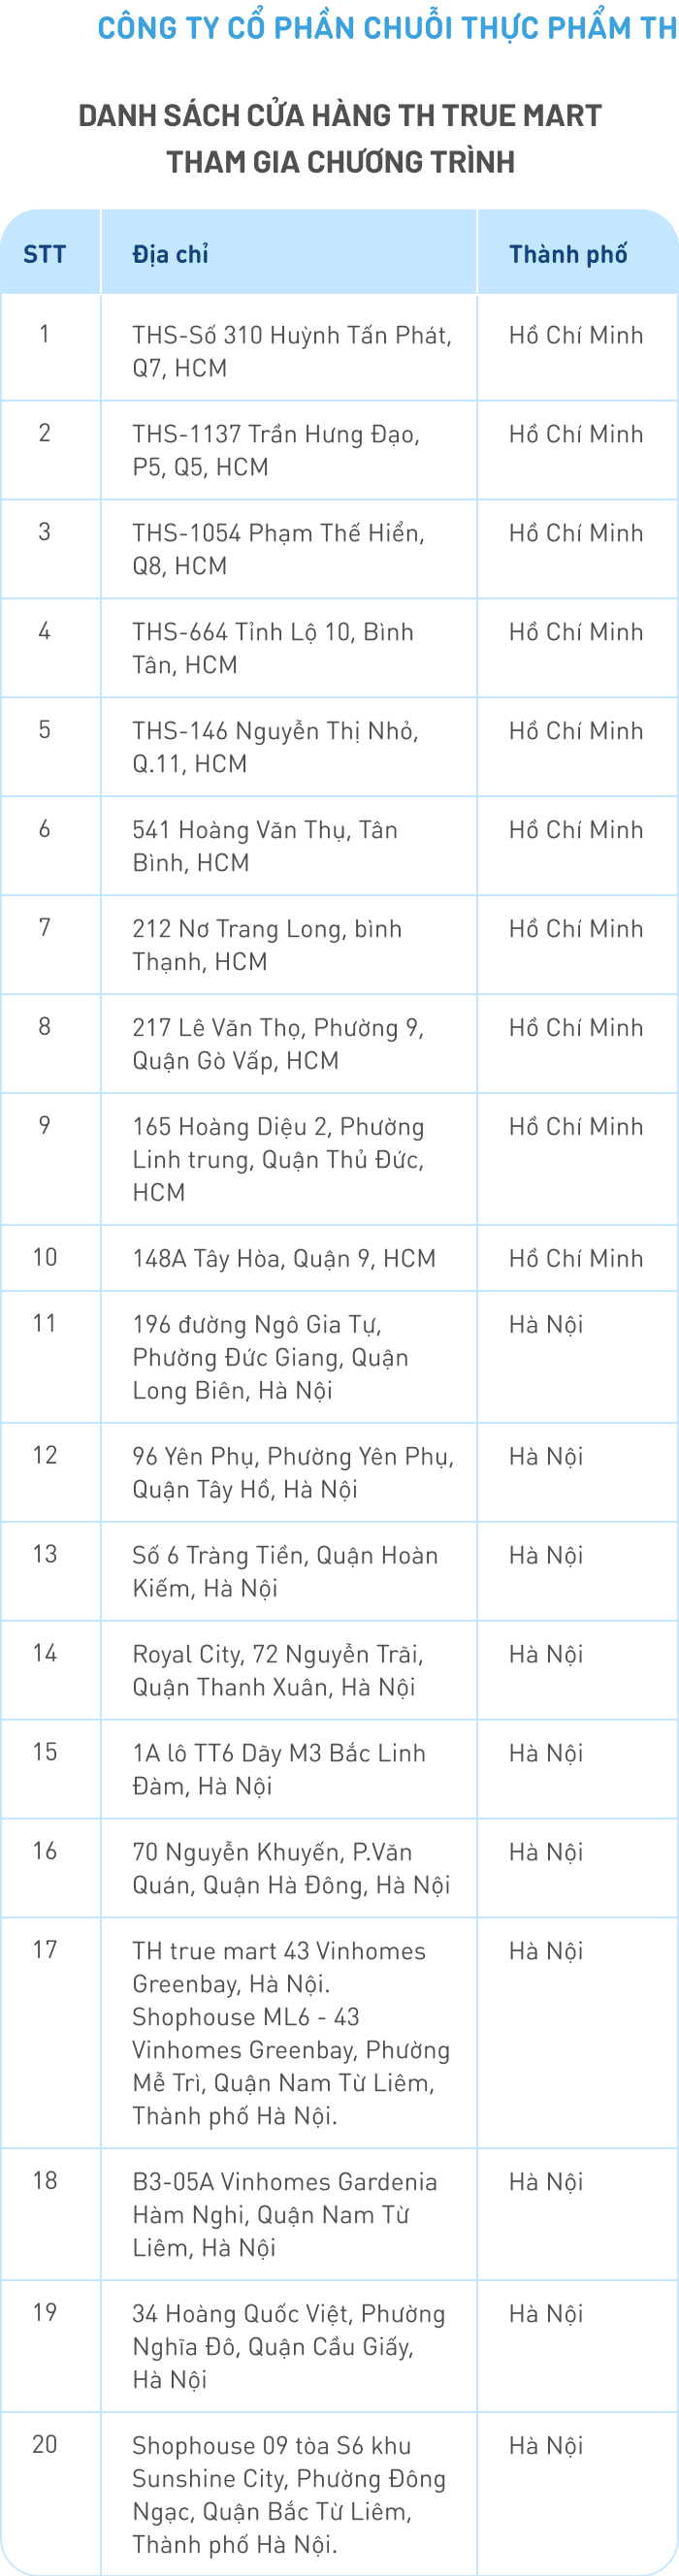 CÔNG TY CỔ PHẦN CHUỖI THỰC PHẨM TH
DANH SÁCH CỬA HÀNG TH TRUE MART
THAM GIA CHƯƠNG TRÌNH
STT Địa chỉ Thành phố
1 THS-Số 310 Huỳnh Tấn Phát, Hồ Chí Minh
Q7, HCM
2 THS-1137 Trần Hưng Đạo, Hồ Chí Minh
P5, Q5, HCM
3 THS-1054 Phạm Thế Hiển, Hồ Chí Minh
Q8, HCM
4 THS-664 Tỉnh Lộ 10, Bình Hồ Chí Minh
Tân, HCM
5 THS-146 Nguyễn Thị Nhỏ, Hồ Chí Minh
Q.11, HCM
6 541 Hoàng Văn Thụ, Tân Hồ Chí Minh
Bình, HCM
7 212 Nơ Trang Long, bình Hồ Chí Minh
Thạnh, HCM
8 217 Lê Văn Thọ, Phường 9, Hồ Chí Minh
Quận Gò Vấp, HCM
9 165 Hoàng Diệu 2, Phường Hồ Chí Minh
Linh trung, Quận Thủ Đức,
HCM
10 148A Tây Hòa, Quận 9, HCM Hồ Chí Minh
11 196 đường Ngô Gia Tự, Hà Nội
Phường Đức Giang, Quận
Long Biên, Hà Nội
12 96 Yên Phụ, Phường Yên Phụ, Hà Nội
Quận Tây Hồ, Hà Nội
13 Số 6 Tràng Tiền, Quận Hoàn Hà Nội
Kiếm, Hà Nội
14 Royal City, 72 Nguyễn Trãi, Hà Nội
Quận Thanh Xuân, Hà Nội
15 1A lô TT6 Dãy M3 Bắc Linh Hà Nội
Đàm, Hà Nội
16 70 Nguyễn Khuyến, P.Văn Hà Nội
Quán, Quận Hà Đông, Hà Nội
17 TH true mart 43 Vinhomes Hà Nội
Greenbay, Hà Nội.
Shophouse ML6 - 43
Vinhomes Greenbay, Phường
Mễ Trì, Quận Nam Từ Liêm,
Thành phố Hà Nội.
18 B3-05A Vinhomes Gardenia Hà Nội
Hàm Nghi, Quận Nam Từ
Liêm, Hà Nội
19 34 Hoàng Quốc Việt, Phường Hà Nội
Nghĩa Đô, Quận Cầu Giấy,
Hà Nội
20 Shophouse 09 tòa S6 khu Hà Nội
Sunshine City, Phường Đông
Ngạc, Quận Bắc Từ Liêm,
Thành phố Hà Nội.